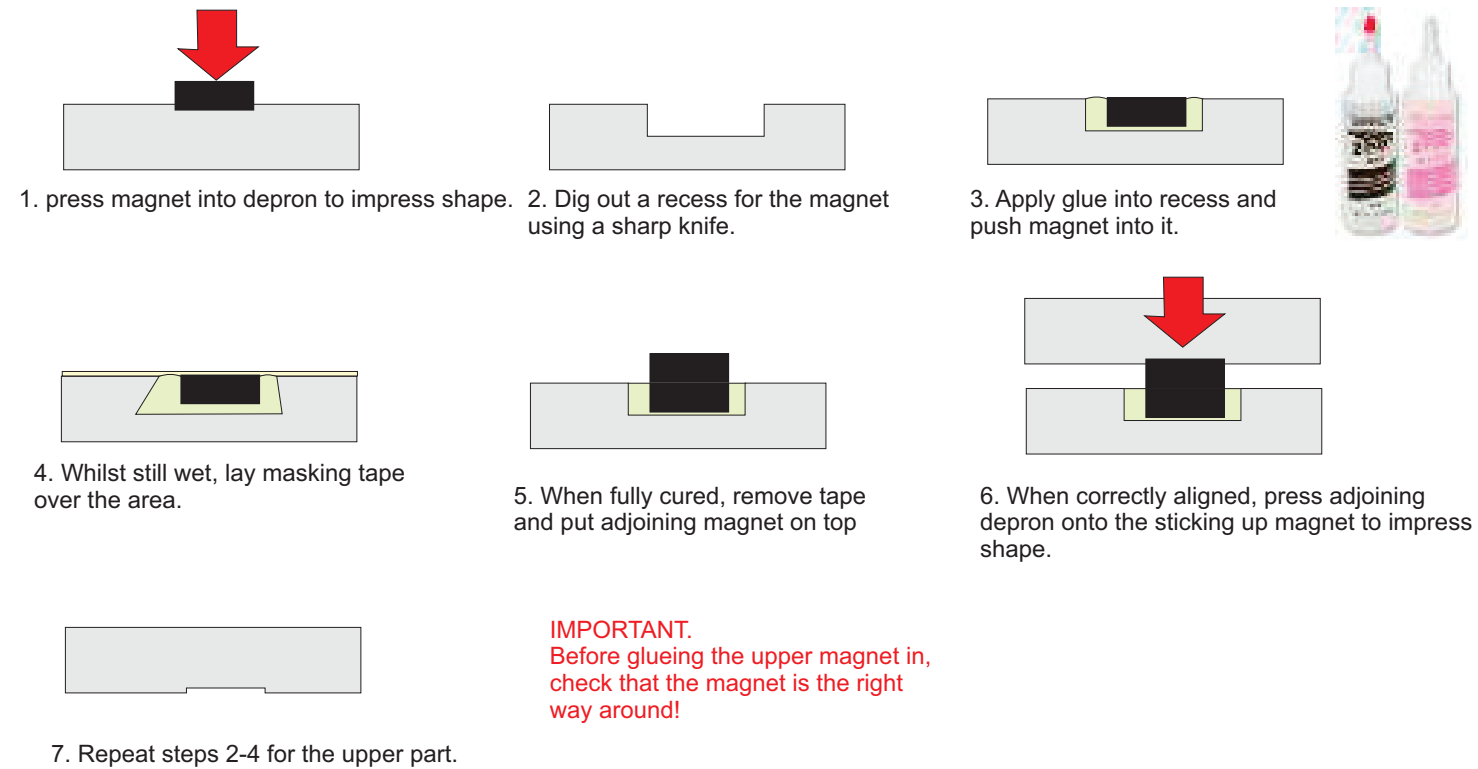 1. press magnet into depron to impress shape.
2. Dig out a recess for the magnet
using a sharp knife.
3. Apply glue into recess and
push magnet into it.
4. Whilst still wet, lay masking tape
over the area.
5. When fully cured, remove tape
and put adjoining magnet on top
6. When correctly aligned, press adjoining
depron onto the sticking up magnet to impress
shape.
IMPORTANT.
Before glueing the upper magnet in,
check that the magnet is the right
way around!
7. Repeat steps 2-4 for the upper part.